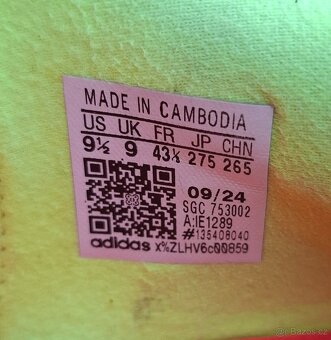 MADE IN CAMBODIA
US UK FR JP CHN
9½ 9 43⅓ 275 265
09/24
SGC 753002
A:IE1289
#135408040
adidas x%ZLHV6c00859